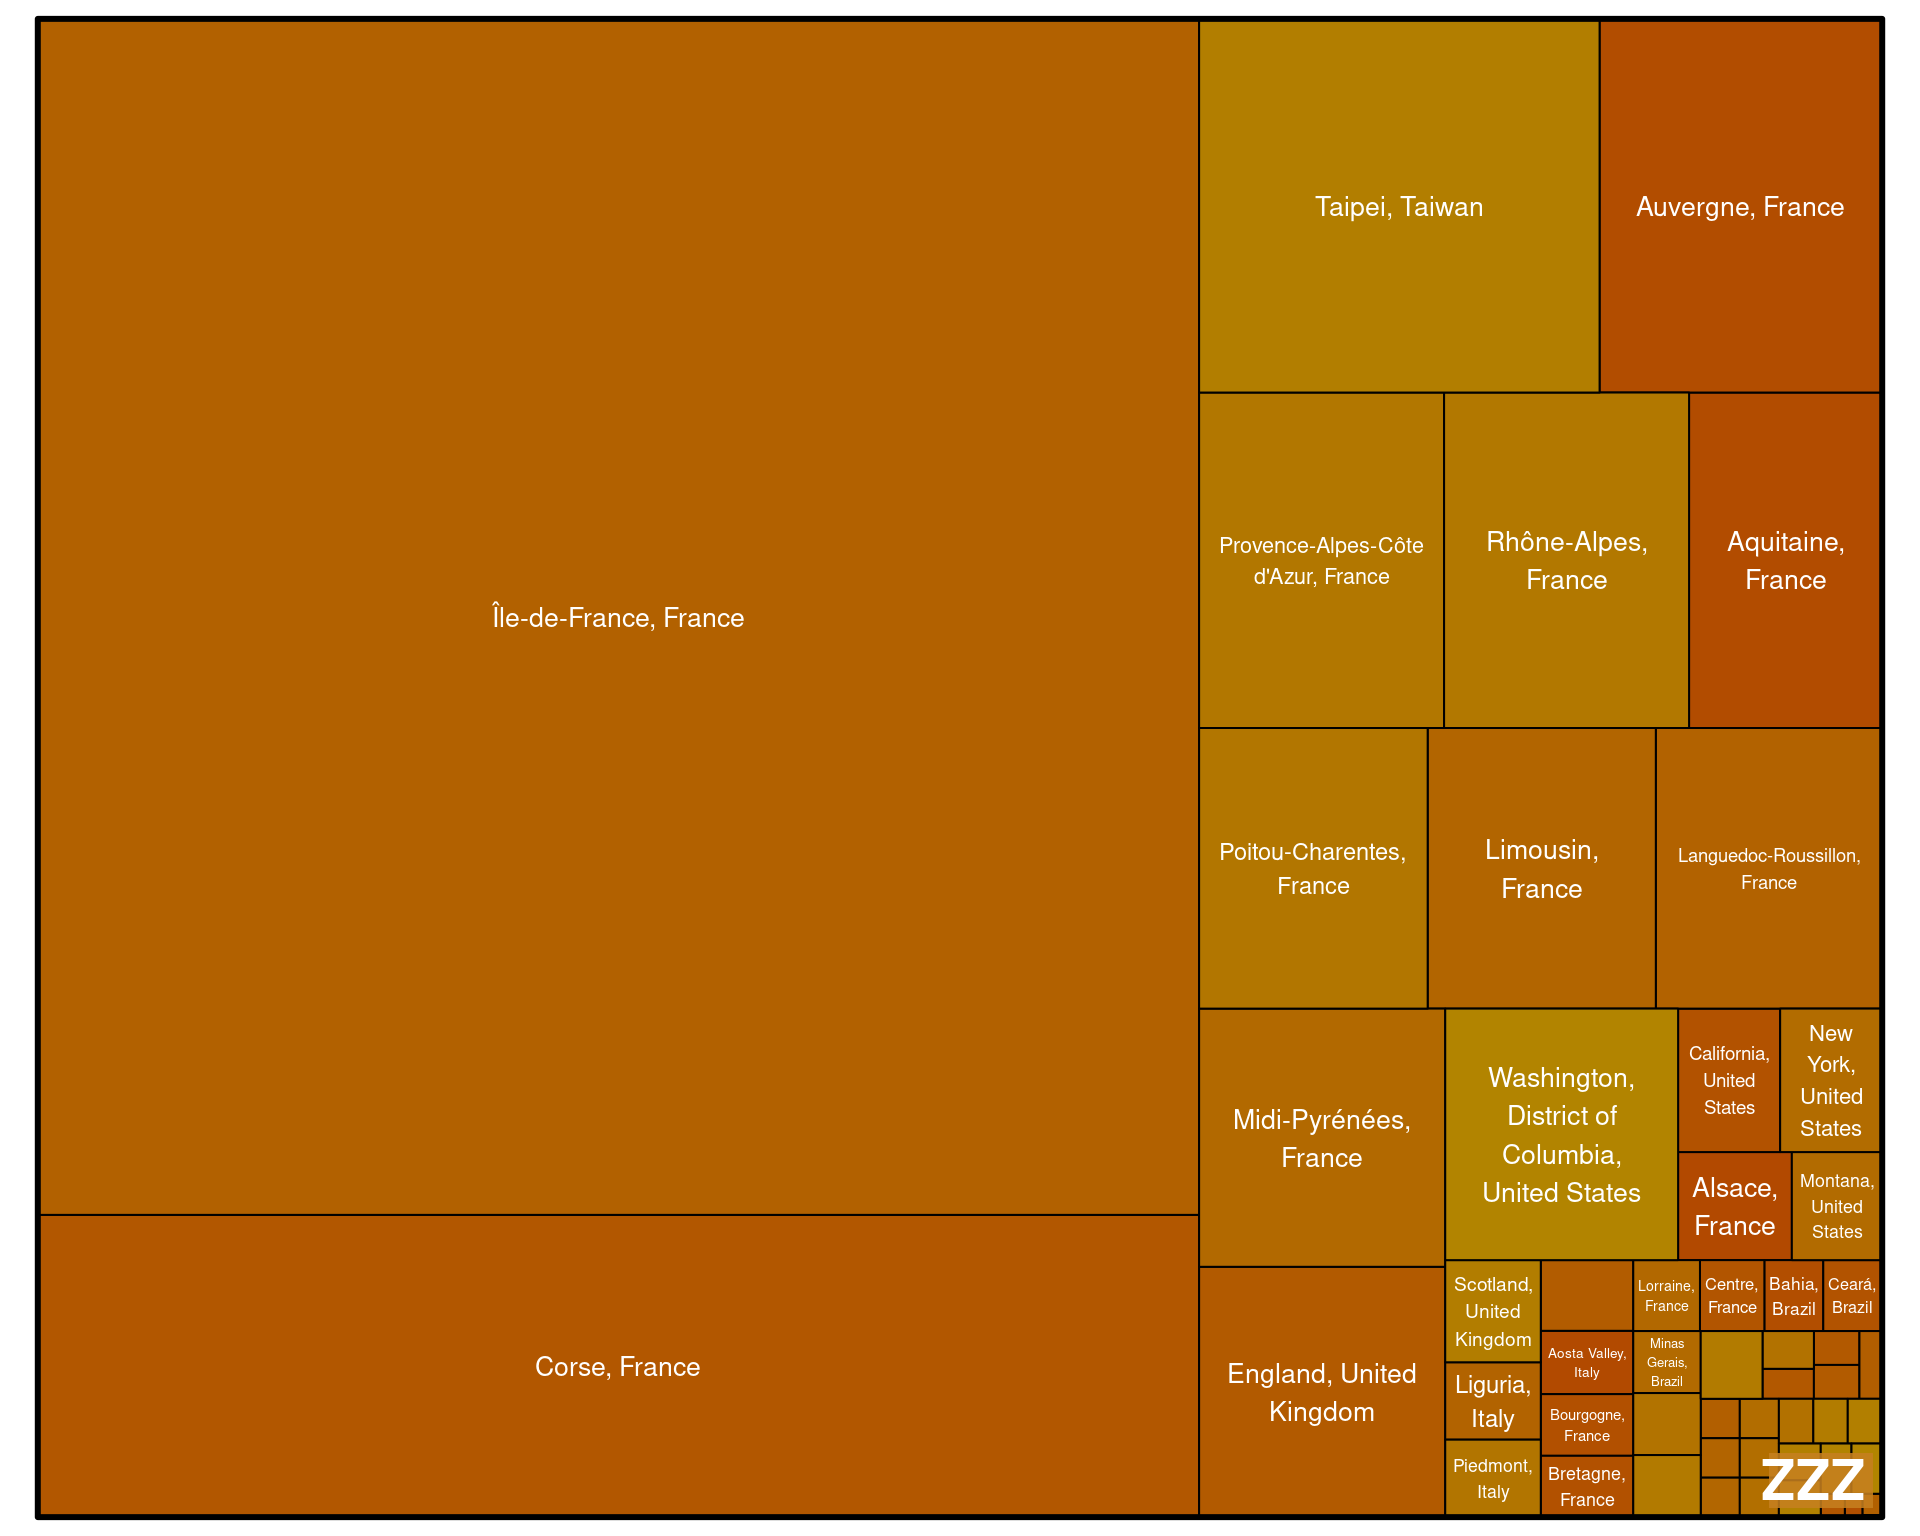 Île-de-France, France
Corse, France
Taipei, Taiwan
Auvergne, France
Provence-Alpes-Côte
d'Azur, France
Rhône-Alpes,
France
Aquitaine,
France
Poitou-Charentes,
France
Limousin,
France
Languedoc-Roussillon,
France
Midi-Pyrénées,
France
England, United
Kingdom
Washington,
District of
Columbia,
United States
California,
United
States
New
York,
United
States
Alsace,
France
Montana,
United
States
Scotland,
United
Kingdom
Liguria,
Italy
Piedmont,
Italy
Aosta Valley,
Italy
Bourgogne,
France
Bretagne,
France
Lorraine,
France
Centre,
France
Bahia,
Brazil
Ceará,
Brazil
Minas
Gerais,
Brazil
ZZZ